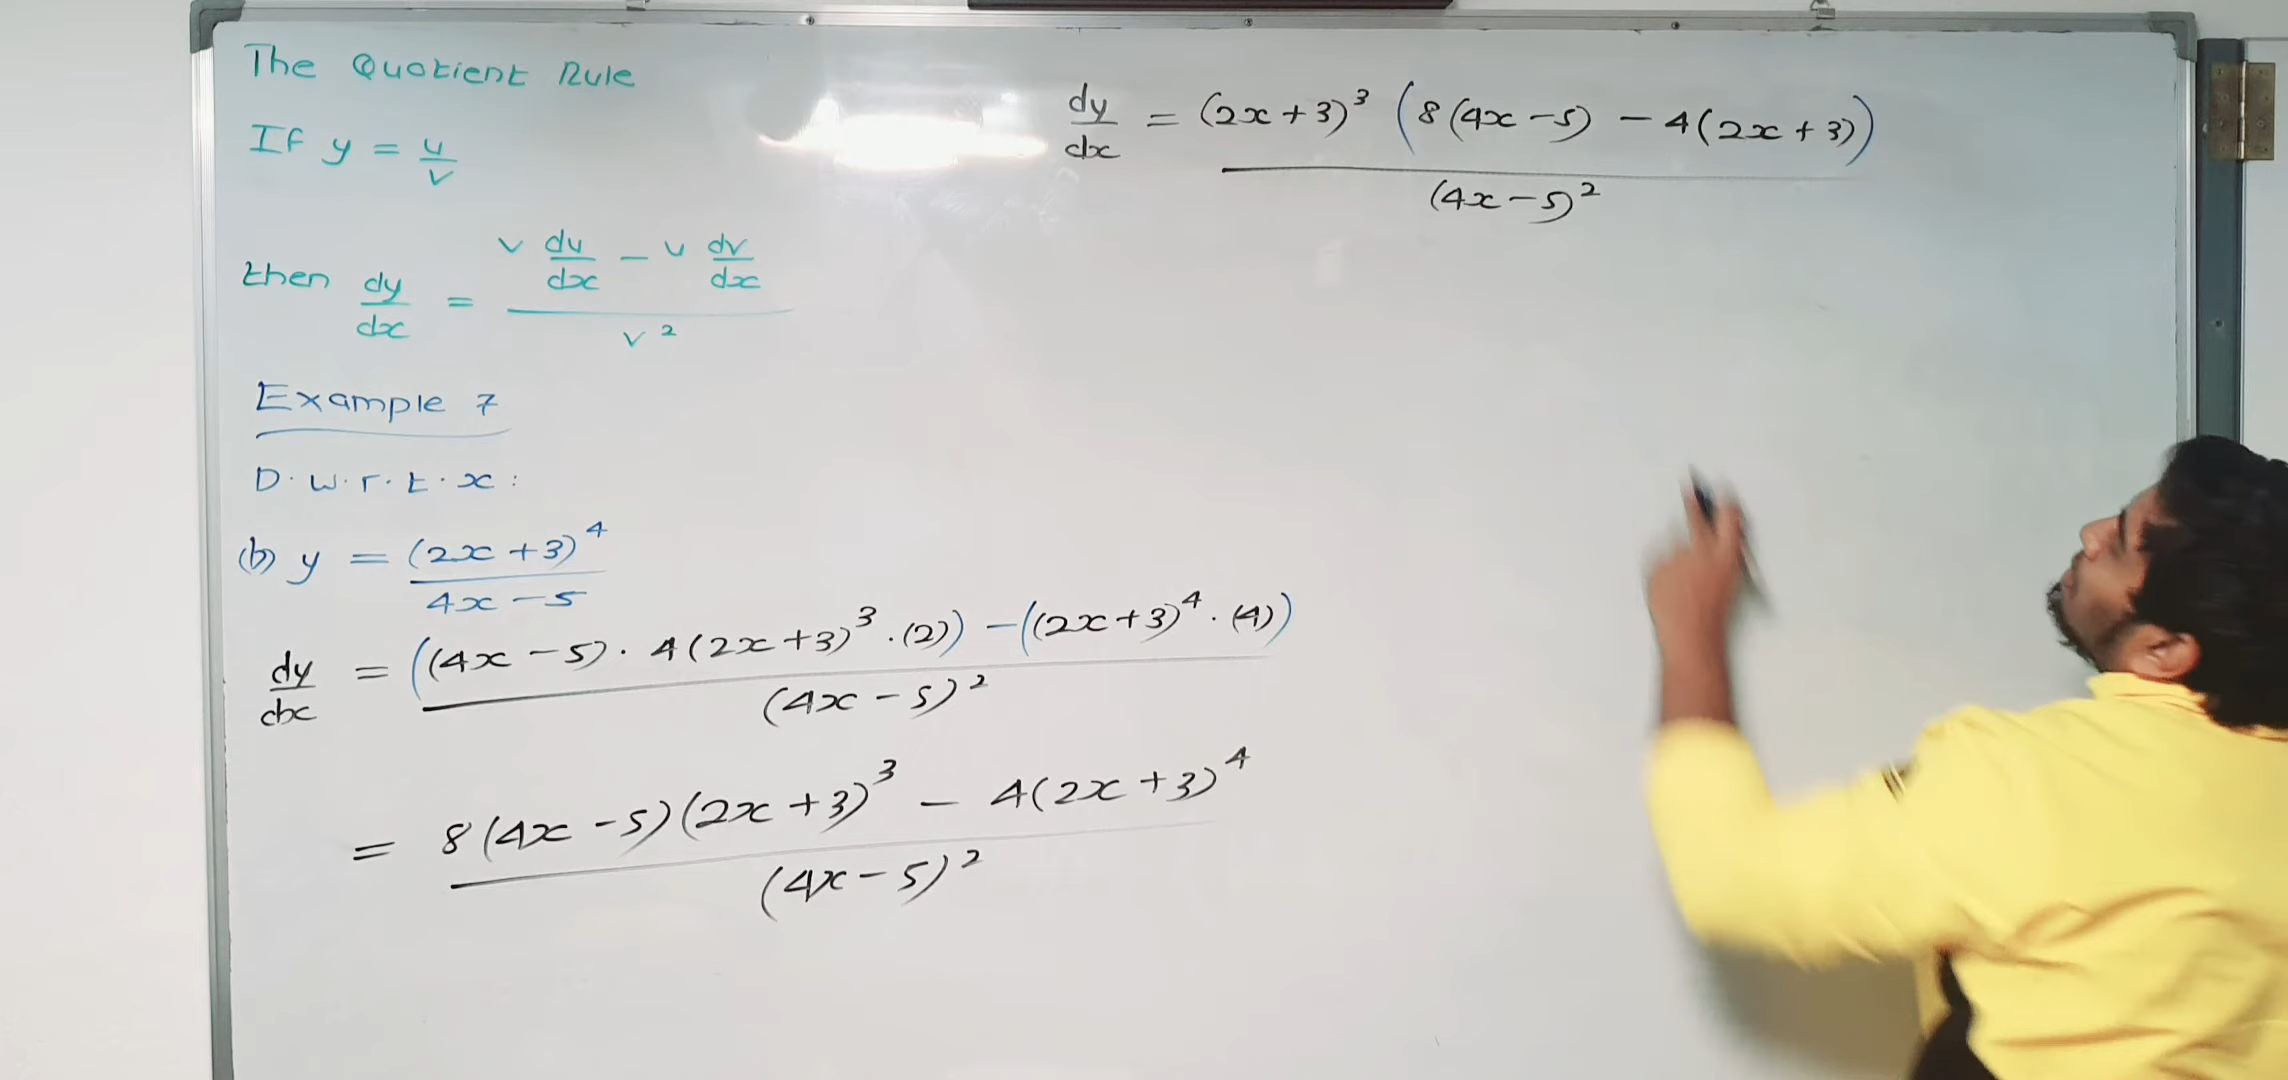 The Quotient Rule
If y = u/v
then dy/dx = (v du/dx − u dv/dx) / v²
Example 7
D.w.r.t.x:
(b) y = (2x+3)⁴ / (4x−5)
dy/dx = ((4x−5)·4(2x+3)³·(2)) − ((2x+3)⁴·(4)) / (4x−5)²
= 8(4x−5)(2x+3)³ − 4(2x+3)⁴ / (4x−5)²
dy/dx = (2x+3)³ (8(4x−5) − 4(2x+3)) / (4x−5)²